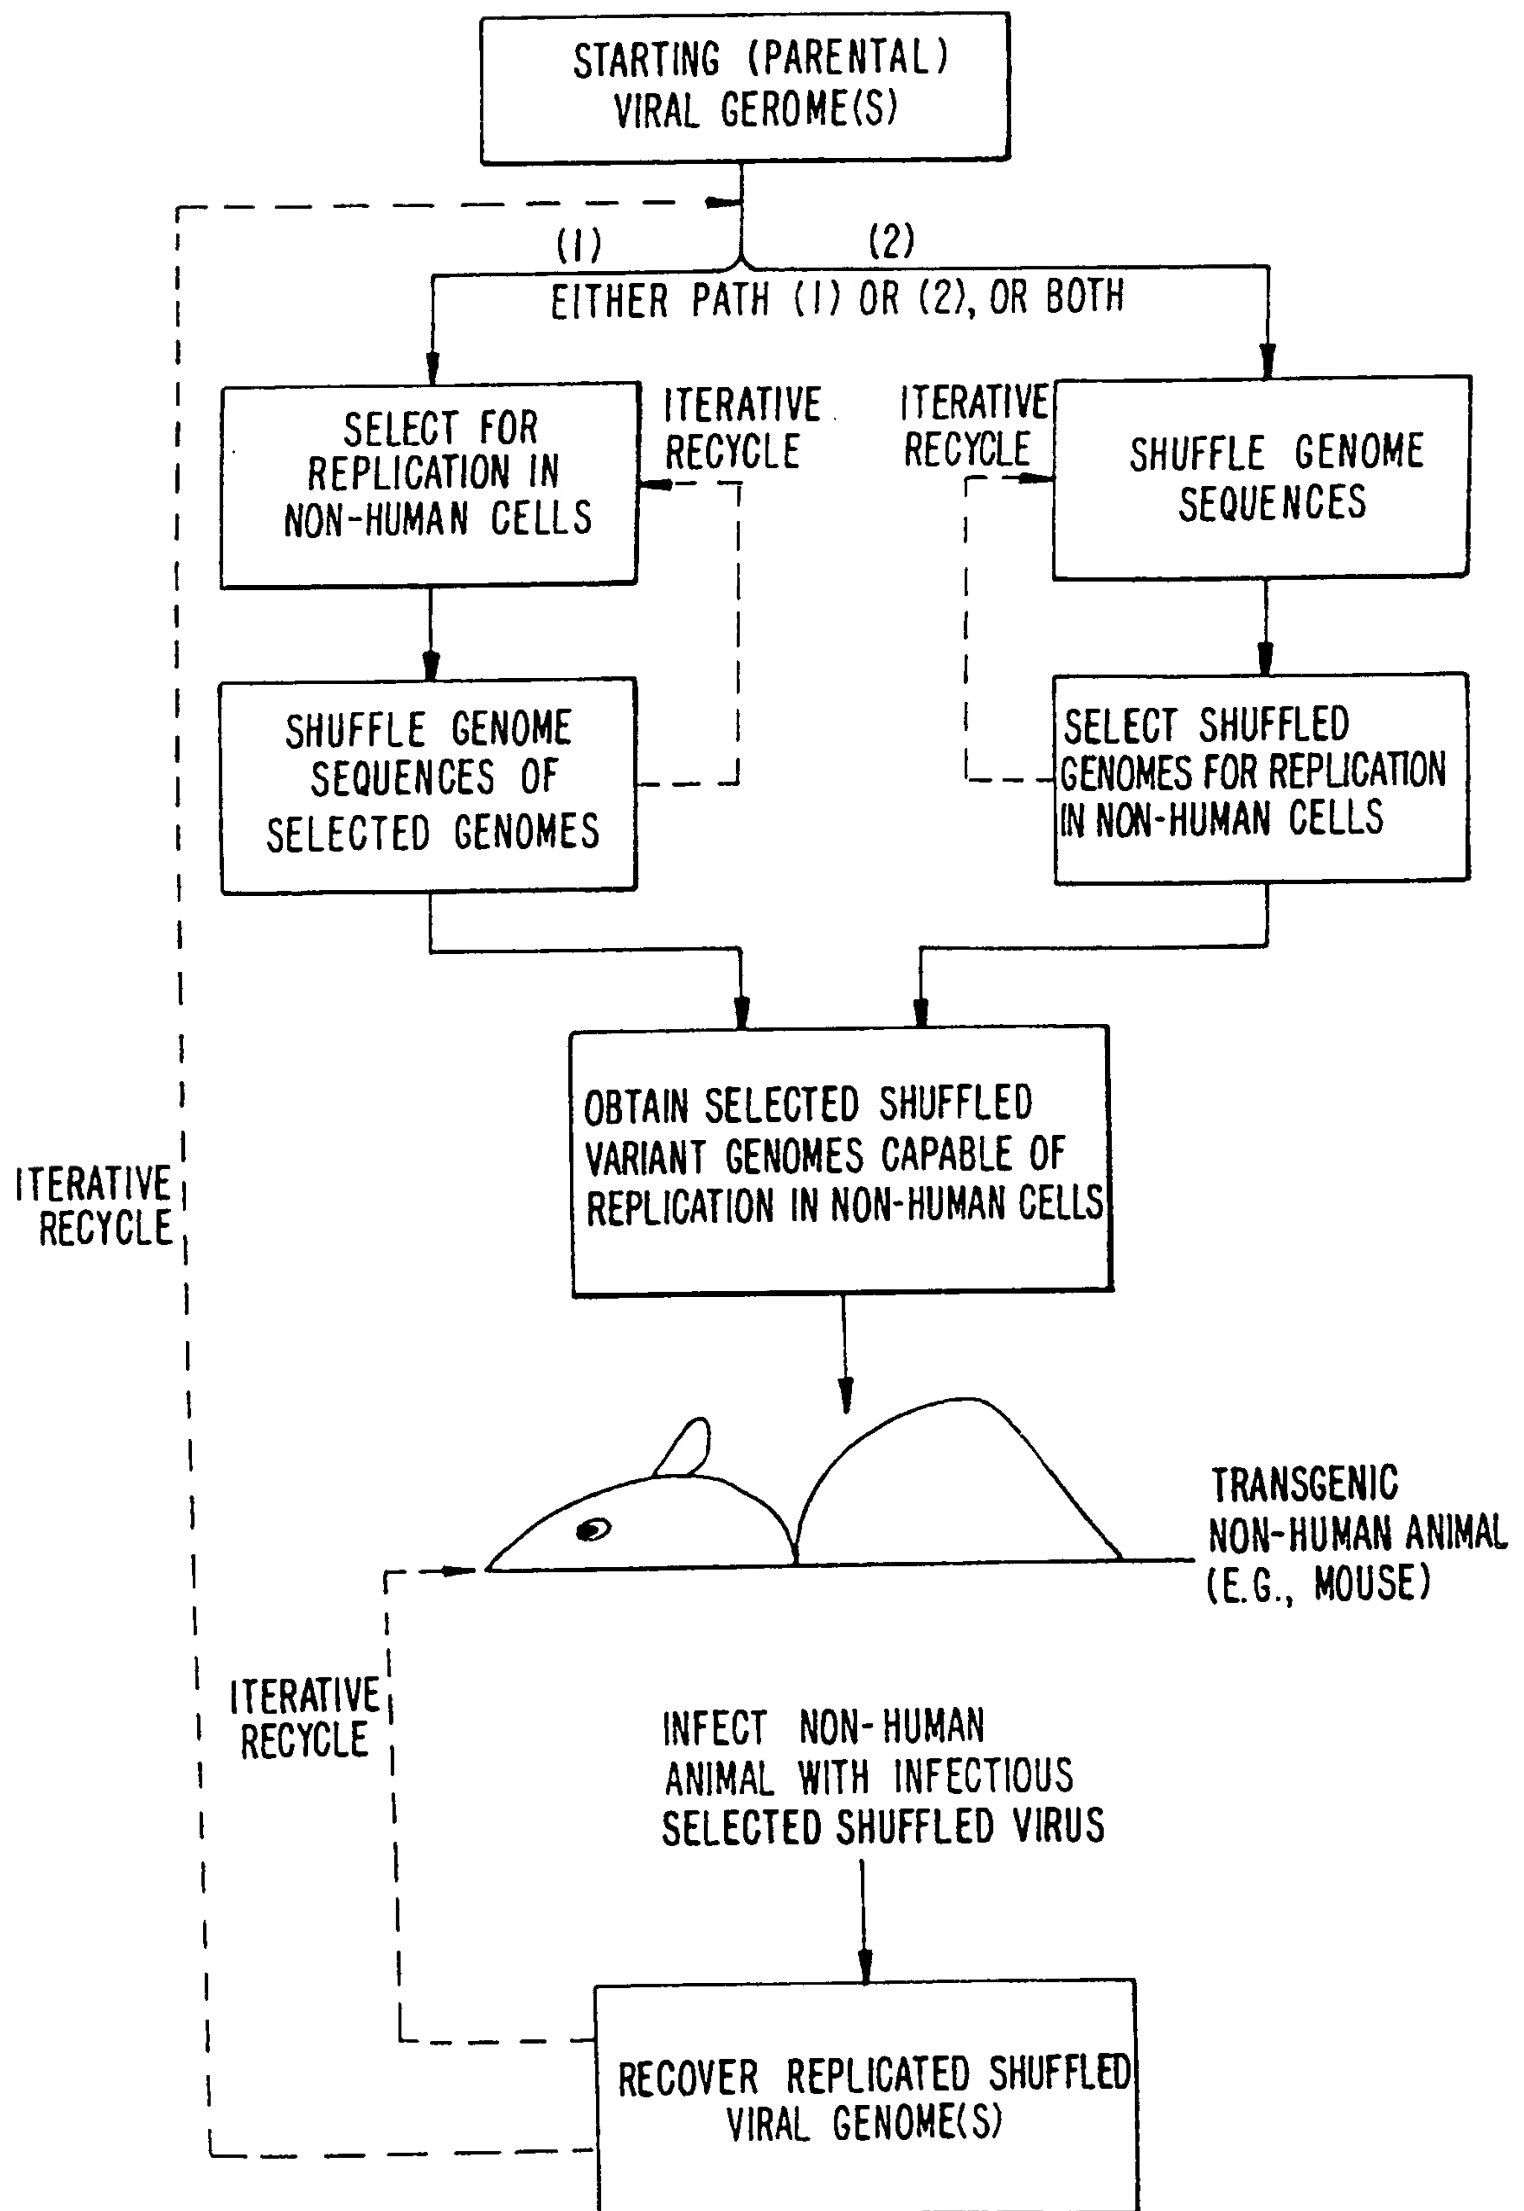 STARTING (PARENTAL)
VIRAL GEROME(S)
(1)
(2)
EITHER PATH (1) OR (2), OR BOTH
SELECT FOR
REPLICATION IN
NON-HUMAN CELLS
ITERATIVE
RECYCLE
ITERATIVE
RECYCLE
SHUFFLE GENOME
SEQUENCES
SHUFFLE GENOME
SEQUENCES OF
SELECTED GENOMES
SELECT SHUFFLED
GENOMES FOR REPLICATION
IN NON-HUMAN CELLS
OBTAIN SELECTED SHUFFLED
VARIANT GENOMES CAPABLE OF
REPLICATION IN NON-HUMAN CELLS
ITERATIVE
RECYCLE
TRANSGENIC
NON-HUMAN ANIMAL
(E.G., MOUSE)
ITERATIVE
RECYCLE
INFECT NON-HUMAN
ANIMAL WITH INFECTIOUS
SELECTED SHUFFLED VIRUS
RECOVER REPLICATED SHUFFLED
VIRAL GENOME(S)